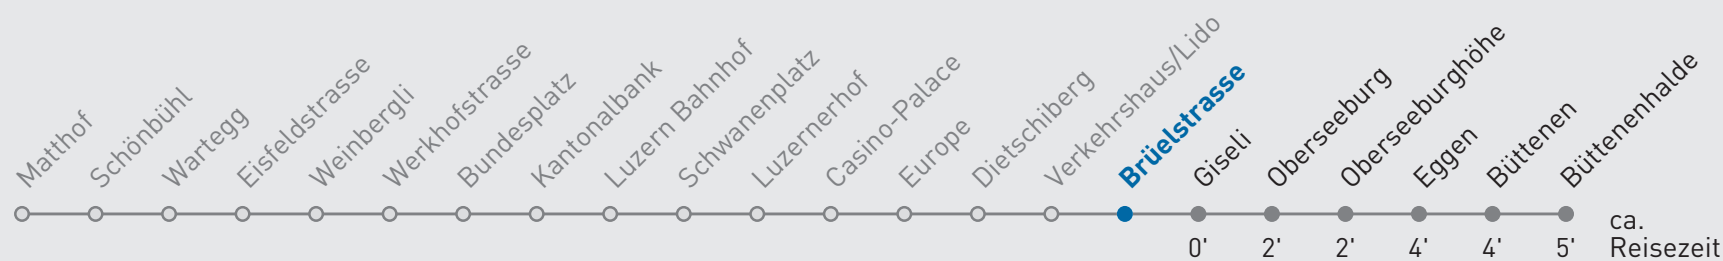 Matthof
Schönbühl
Wartegg
Eisfeldstrasse
Weinbergli
Werkhofstrasse
Bundesplatz
Kantonalbank
Luzern Bahnhof
Schwanenplatz
Luzernerhof
Casino-Palace
Europe
Dietschiberg
Verkehrshaus/Lido
Brüelstrasse
Giseli
Oberseeburg
Oberseeburghöhe
Eggen
Büttenen
Büttenhalde
0' 2' 2' 4' 4' 5'
ca.
Reisezeit